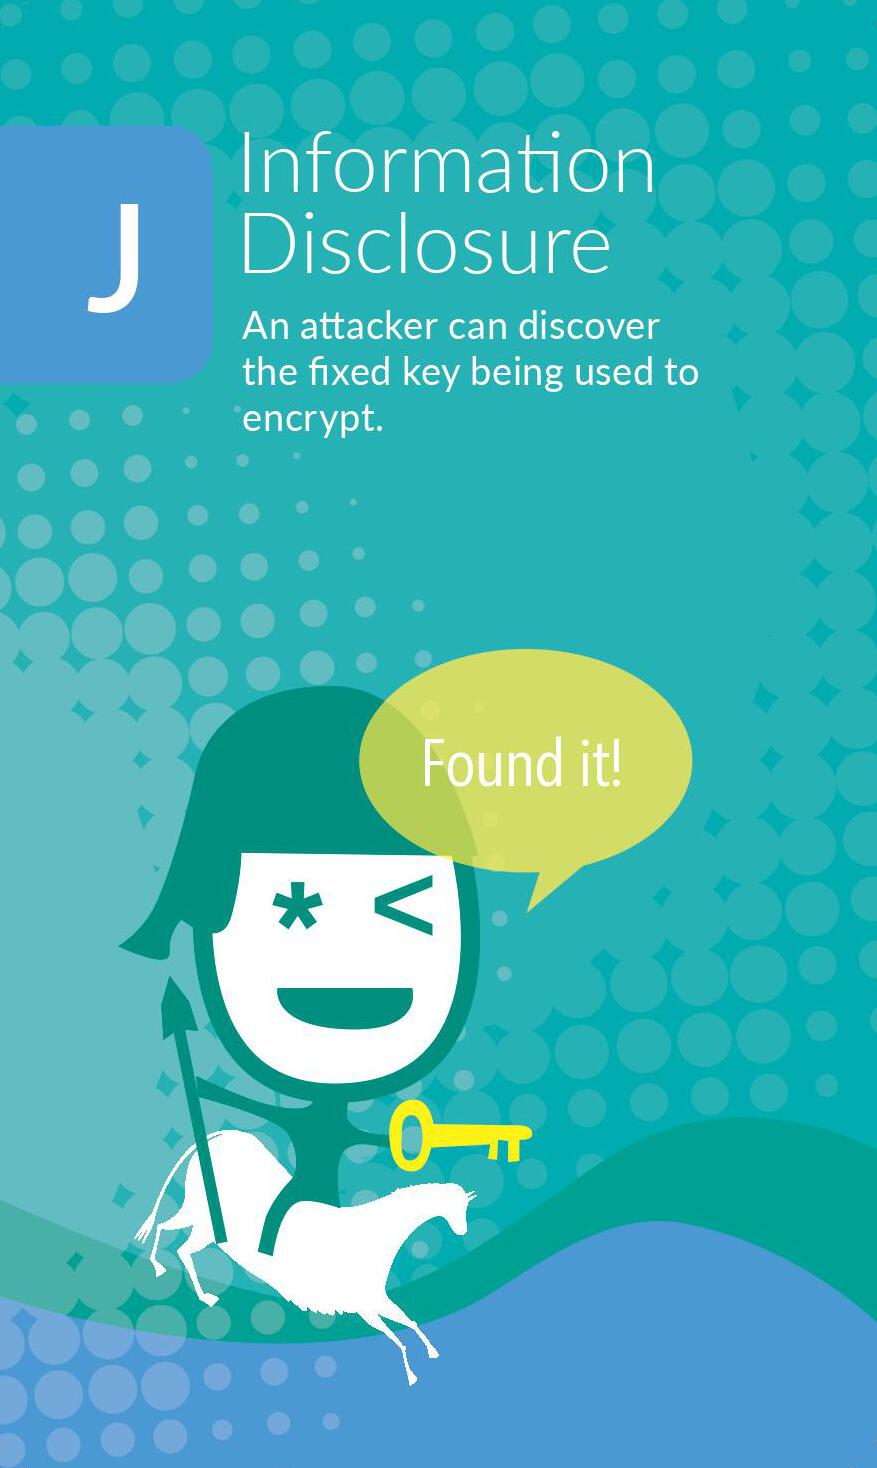 J
Information
Disclosure
An attacker can discover
the fixed key being used to
encrypt.
Found it!